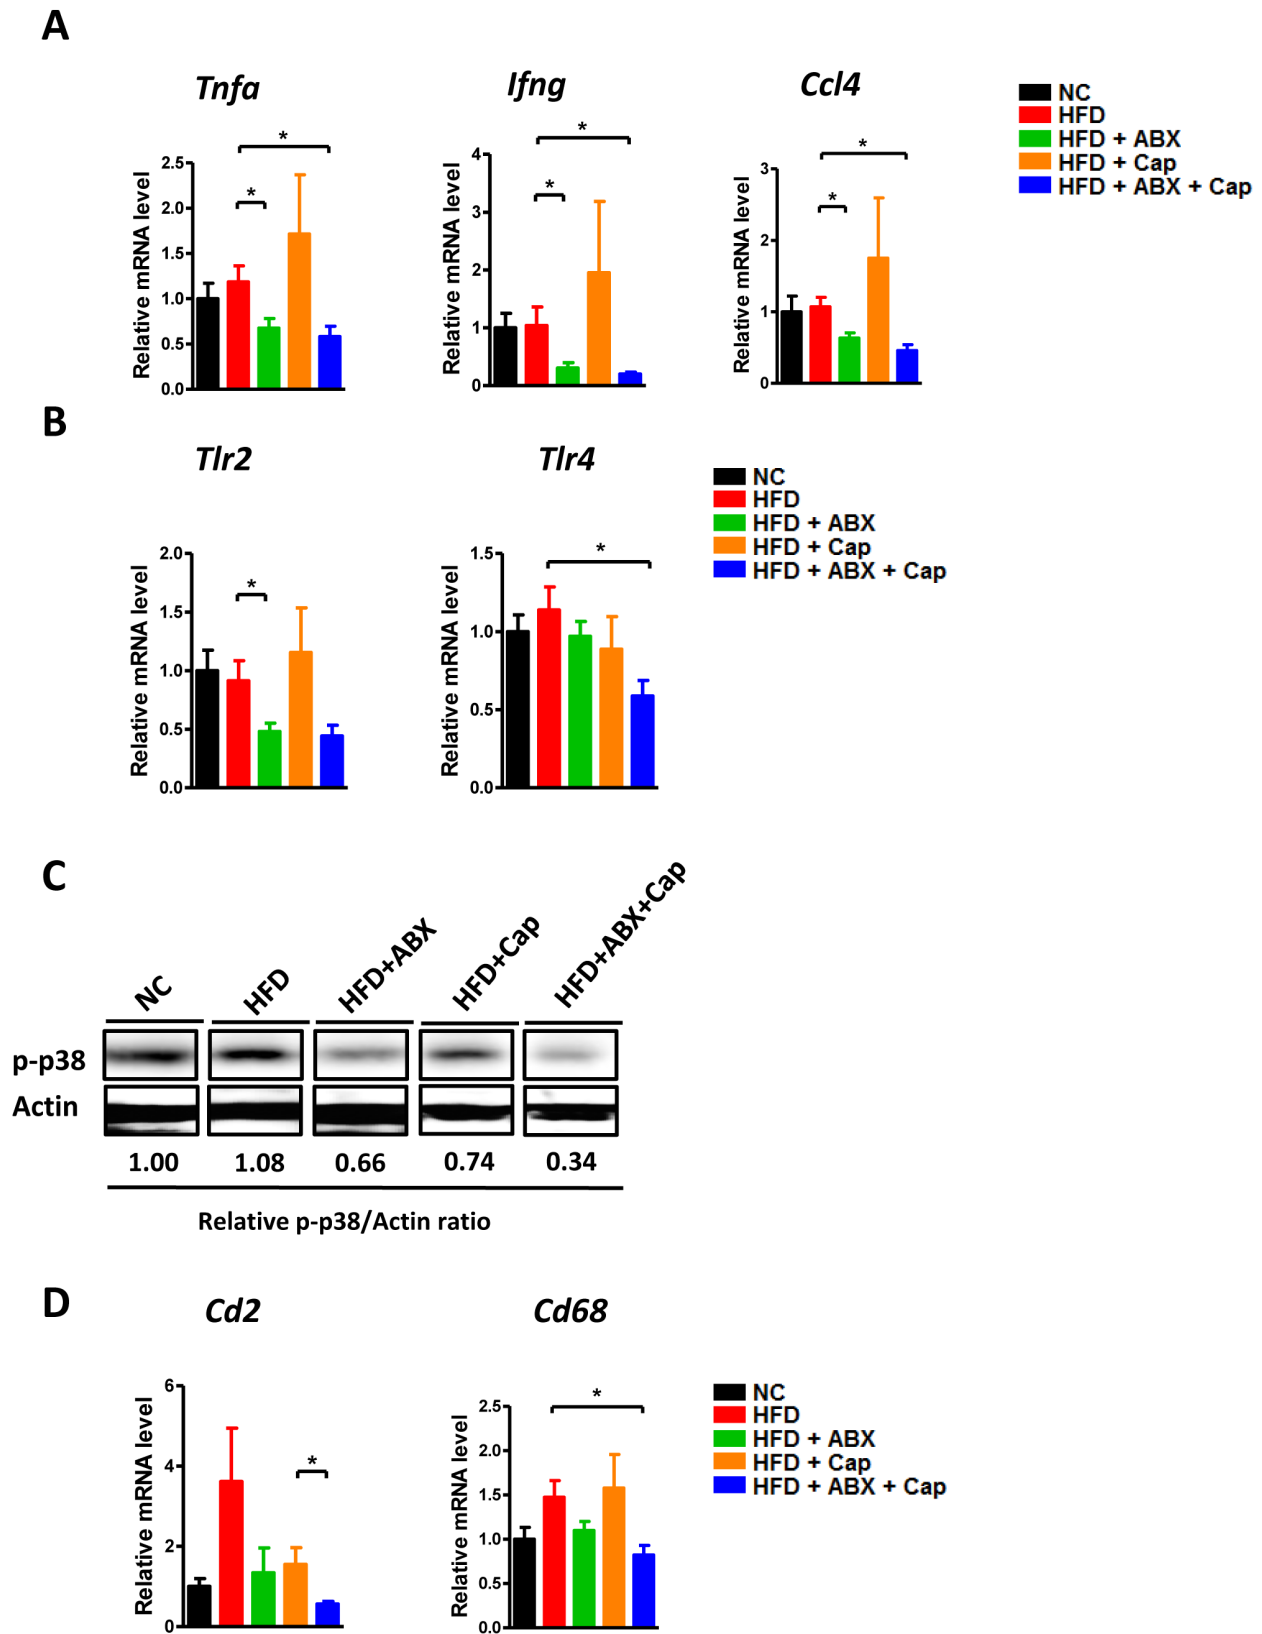 A
Tnfa
Ifng
Ccl4
NC
HFD
HFD + ABX
HFD + Cap
HFD + ABX + Cap
Relative mRNA level
2.5
2.0
1.5
1.0
0.5
0.0
*
*
Relative mRNA level
4
3
2
1
0
*
*
Relative mRNA level
3
2
1
0
*
*
B
Tlr2
Tlr4
NC
HFD
HFD + ABX
HFD + Cap
HFD + ABX + Cap
Relative mRNA level
2.0
1.5
1.0
0.5
0.0
*
Relative mRNA level
1.5
1.0
0.5
0.0
*
C
NC
HFD
HFD+ABX
HFD+Cap
HFD+ABX+Cap
p-p38
Actin
1.00 1.08 0.66 0.74 0.34
Relative p-p38/Actin ratio
D
Cd2
Cd68
NC
HFD
HFD + ABX
HFD + Cap
HFD + ABX + Cap
Relative mRNA level
6
4
2
0
*
Relative mRNA level
2.5
2.0
1.5
1.0
0.5
0.0
*